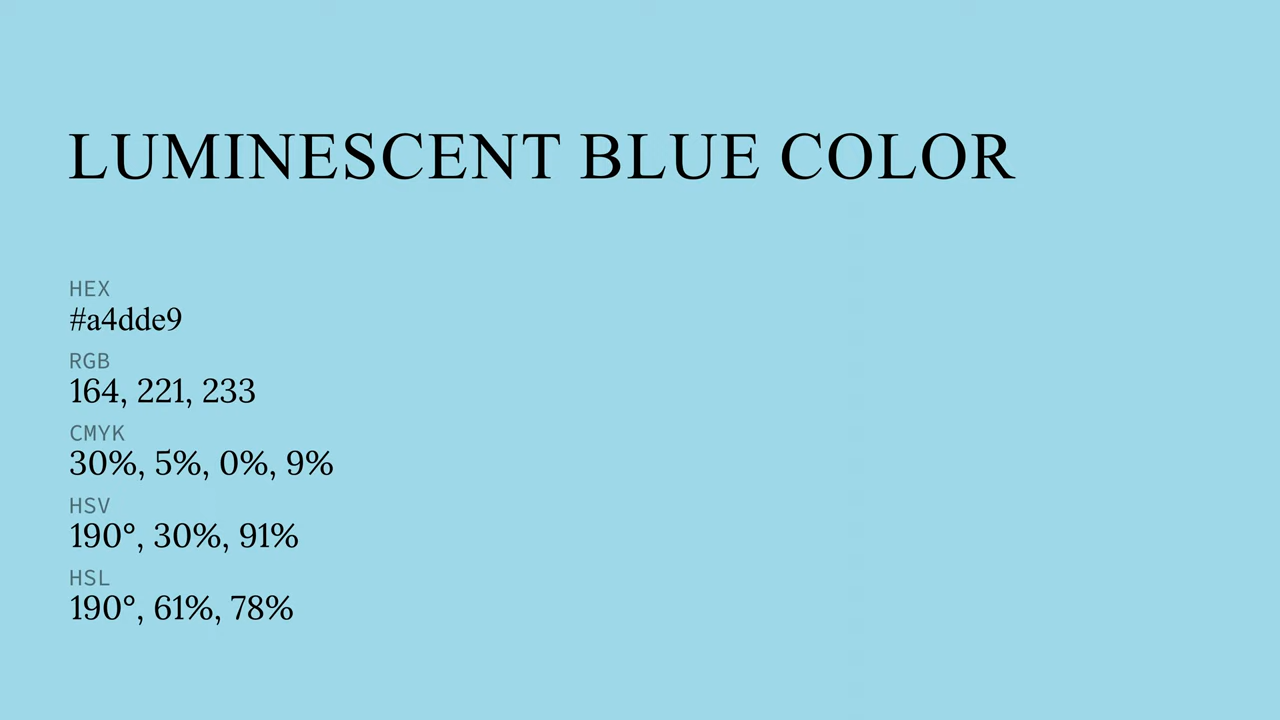 LUMINESCENT BLUE COLOR
HEX
#a4dde9
RGB
164, 221, 233
CMYK
30%, 5%, 0%, 9%
HSV
190°, 30%, 91%
HSL
190°, 61%, 78%